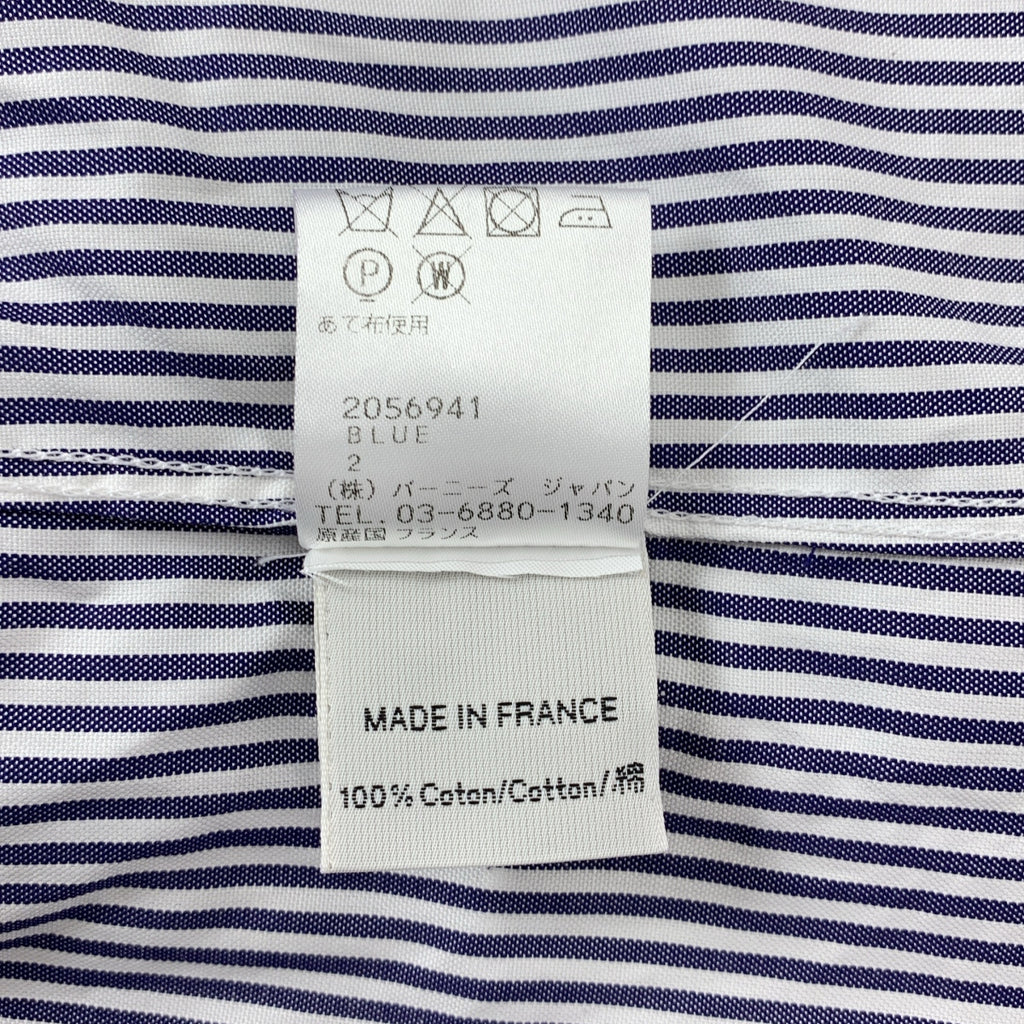 P W
あて布使用
2056941
BLUE
2
(株) バーニーズ ジャパン
TEL. 03-6880-1340
原産国 フランス
MADE IN FRANCE
100% Coton/Cotton/綿